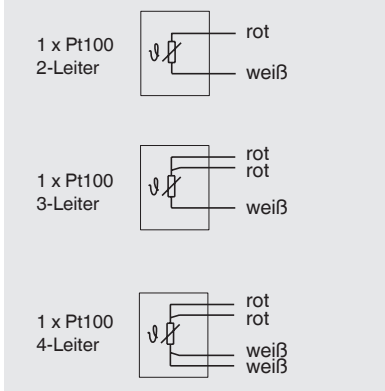 1 x Pt100
2-Leiter
ϑ
rot
weiß
1 x Pt100
3-Leiter
ϑ
rot
rot
weiß
1 x Pt100
4-Leiter
ϑ
rot
rot
weiß
weiß